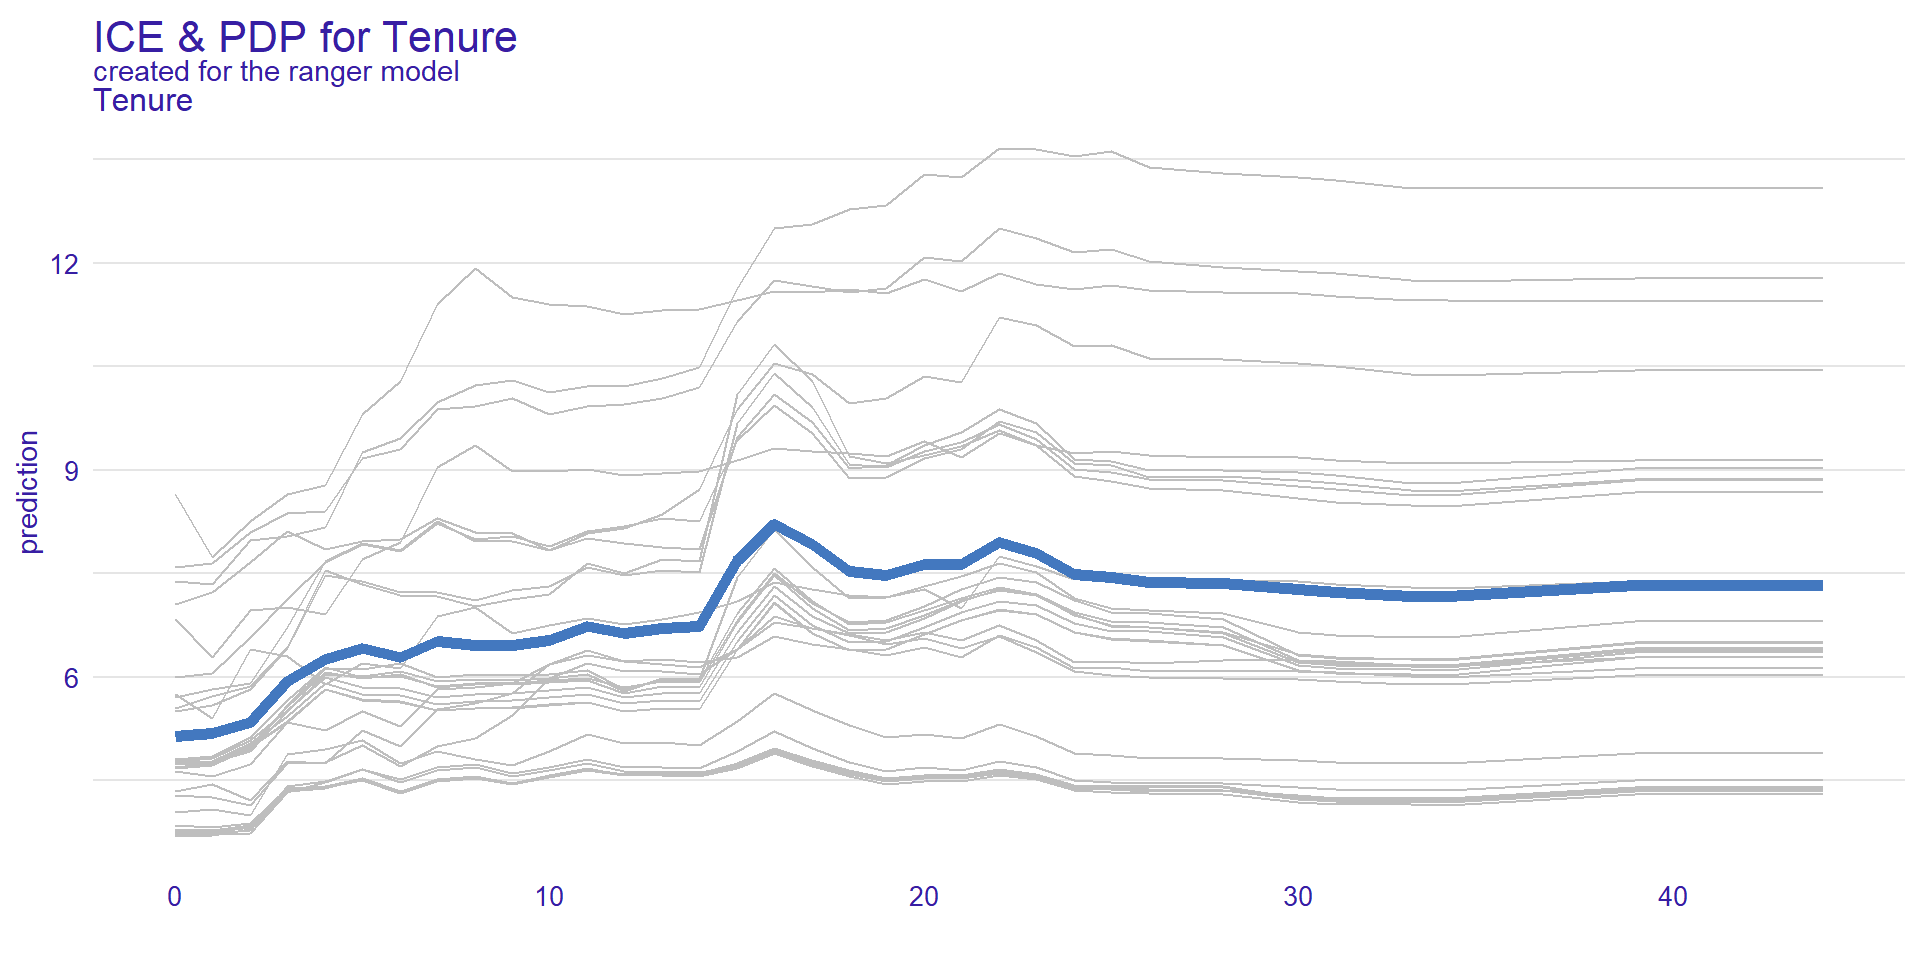 ICE & PDP for Tenure
created for the ranger model
Tenure
prediction
12
9
6
0 10 20 30 40